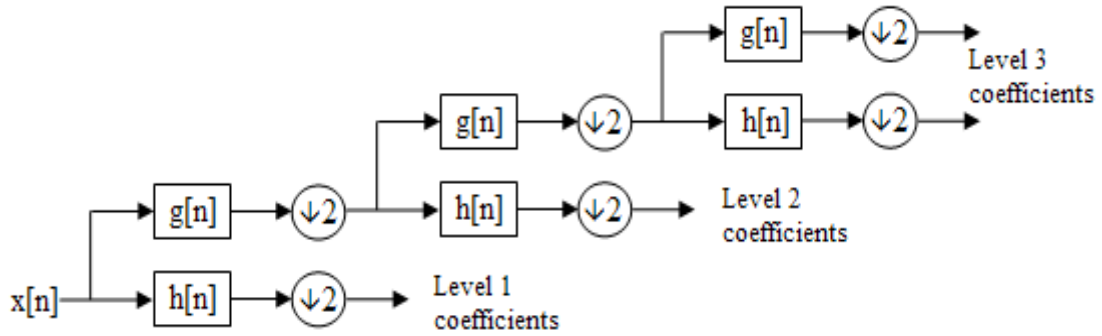 g[n] ↓2
Level 3
coefficients
g[n] ↓2 h[n] ↓2
g[n] ↓2 h[n] ↓2 Level 2
coefficients
x[n] h[n] ↓2 Level 1
coefficients